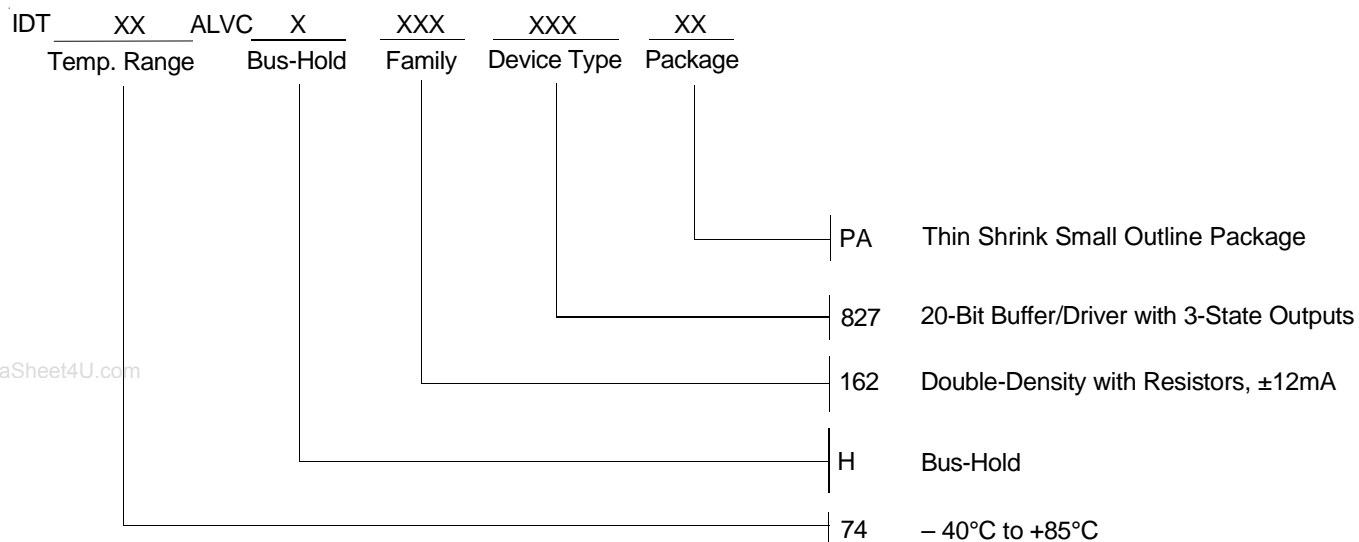 IDT XX ALVC X XXX XXX XX
Temp. Range Bus-Hold Family Device Type Package
PA Thin Shrink Small Outline Package
827 20-Bit Buffer/Driver with 3-State Outputs
aSheet4U.com
162 Double-Density with Resistors, ±12mA
H Bus-Hold
74 – 40°C to +85°C